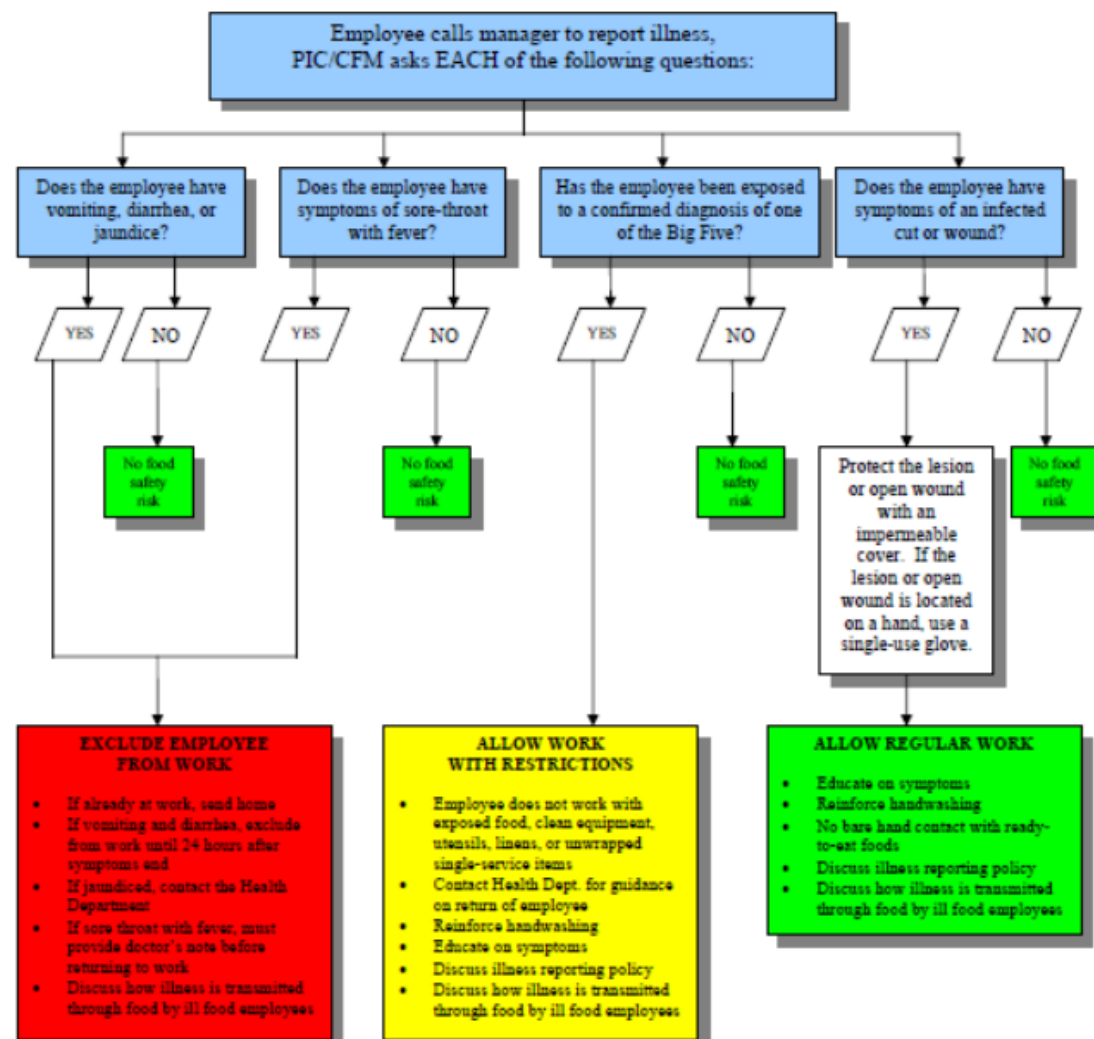 Employee calls manager to report illness,
PIC/CFM asks EACH of the following questions:
Does the employee have
vomiting, diarrhea, or
jaundice?
Does the employee have
symptoms of sore-throat
with fever?
Has the employee been exposed
to a confirmed diagnosis of one
of the Big Five?
Does the employee have
symptoms of an infected
cut or wound?
YES
NO
YES
NO
YES
NO
YES
NO
No food
safety
risk
No food
safety
risk
No food
safety
risk
Protect the lesion
or open wound
with an
impermeable
cover. If the
lesion or open
wound is located
on a hand, use a
single-use glove.
No food
safety
risk
EXCLUDE EMPLOYEE
FROM WORK
• If already at work, send home
• If vomiting and diarrhea, exclude
from work until 24 hours after
symptoms end
• If jaundiced, contact the Health
Department
• If sore throat with fever, must
provide doctor's note before
returning to work
• Discuss how illness is transmitted
through food by ill food employees
ALLOW WORK
WITH RESTRICTIONS
• Employee does not work with
exposed food, clean equipment,
utensils, linens, or unwrapped
single-service items
• Contact Health Dept. for guidance
on return of employee
• Reinforce handwashing
• Educate on symptoms
• Discuss illness reporting policy
• Discuss how illness is transmitted
through food by ill food employees
ALLOW REGULAR WORK
• Educate on symptoms
• Reinforce handwashing
• No bare hand contact with ready-
to-eat foods
• Discuss illness reporting policy
• Discuss how illness is transmitted
through food by ill food employees